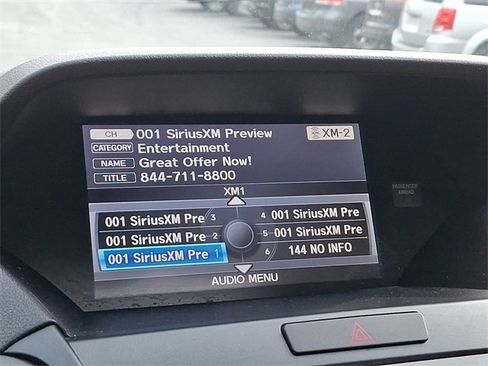 CH 001 SiriusXM Preview XM-2
CATEGORY Entertainment
NAME Great Offer Now!
TITLE 844-711-8800
XM1
001 SiriusXM Pre 3 4 001 SiriusXM Pre
001 SiriusXM Pre 2 5 001 SiriusXM Pre
001 SiriusXM Pre 1 6 144 NO INFO
AUDIO MENU
PASSENGER
AIRBAG